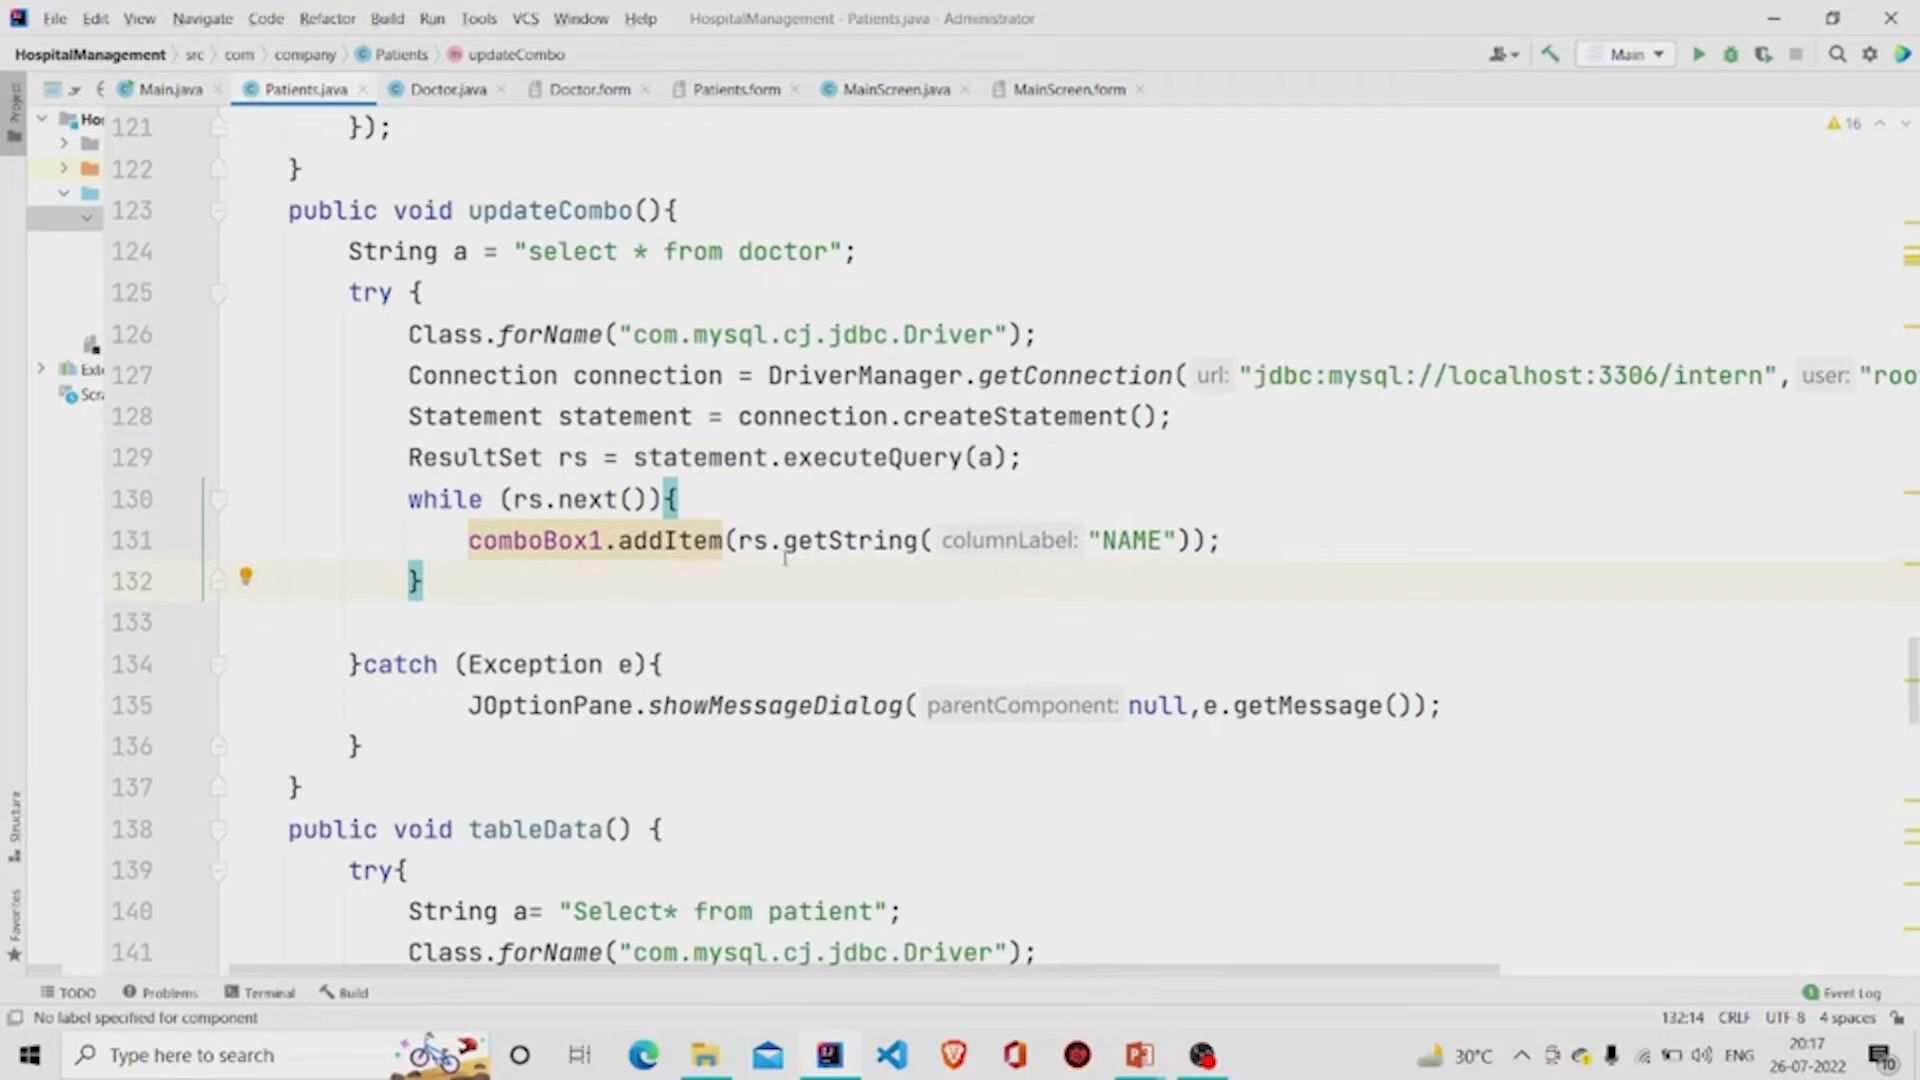 File Edit View Navigate Code Refactor Build Run Tools VCS Window Help HospitalManagement - Patients.java - Administrator
HospitalManagement src com company Patients updateCombo Main
Main.java Patients.java Doctor.java Doctor.form Patients.form MainScreen.java MainScreen.form
Project
Hos
Exte
Scra
16
121 });
122 }
123 public void updateCombo(){
124 String a = "select * from doctor";
125 try {
126 Class.forName("com.mysql.cj.jdbc.Driver");
127 Connection connection = DriverManager.getConnection( url: "jdbc:mysql://localhost:3306/intern", user: "roo
128 Statement statement = connection.createStatement();
129 ResultSet rs = statement.executeQuery(a);
130 while (rs.next()){
131 comboBox1.addItem(rs.getString( columnLabel: "NAME"));
132 }
133
134 }catch (Exception e){
135 JOptionPane.showMessageDialog( parentComponent: null,e.getMessage());
136 }
137 }
138 public void tableData() {
139 try{
140 String a= "Select* from patient";
141 Class.forName("com.mysql.cj.jdbc.Driver");
Structure
Favorites
TODO Problems Terminal Build Event Log
No label specified for component 132:14 CRLF UTF-8 4 spaces
Type here to search 30°C ENG 20:17
26-07-2022
10